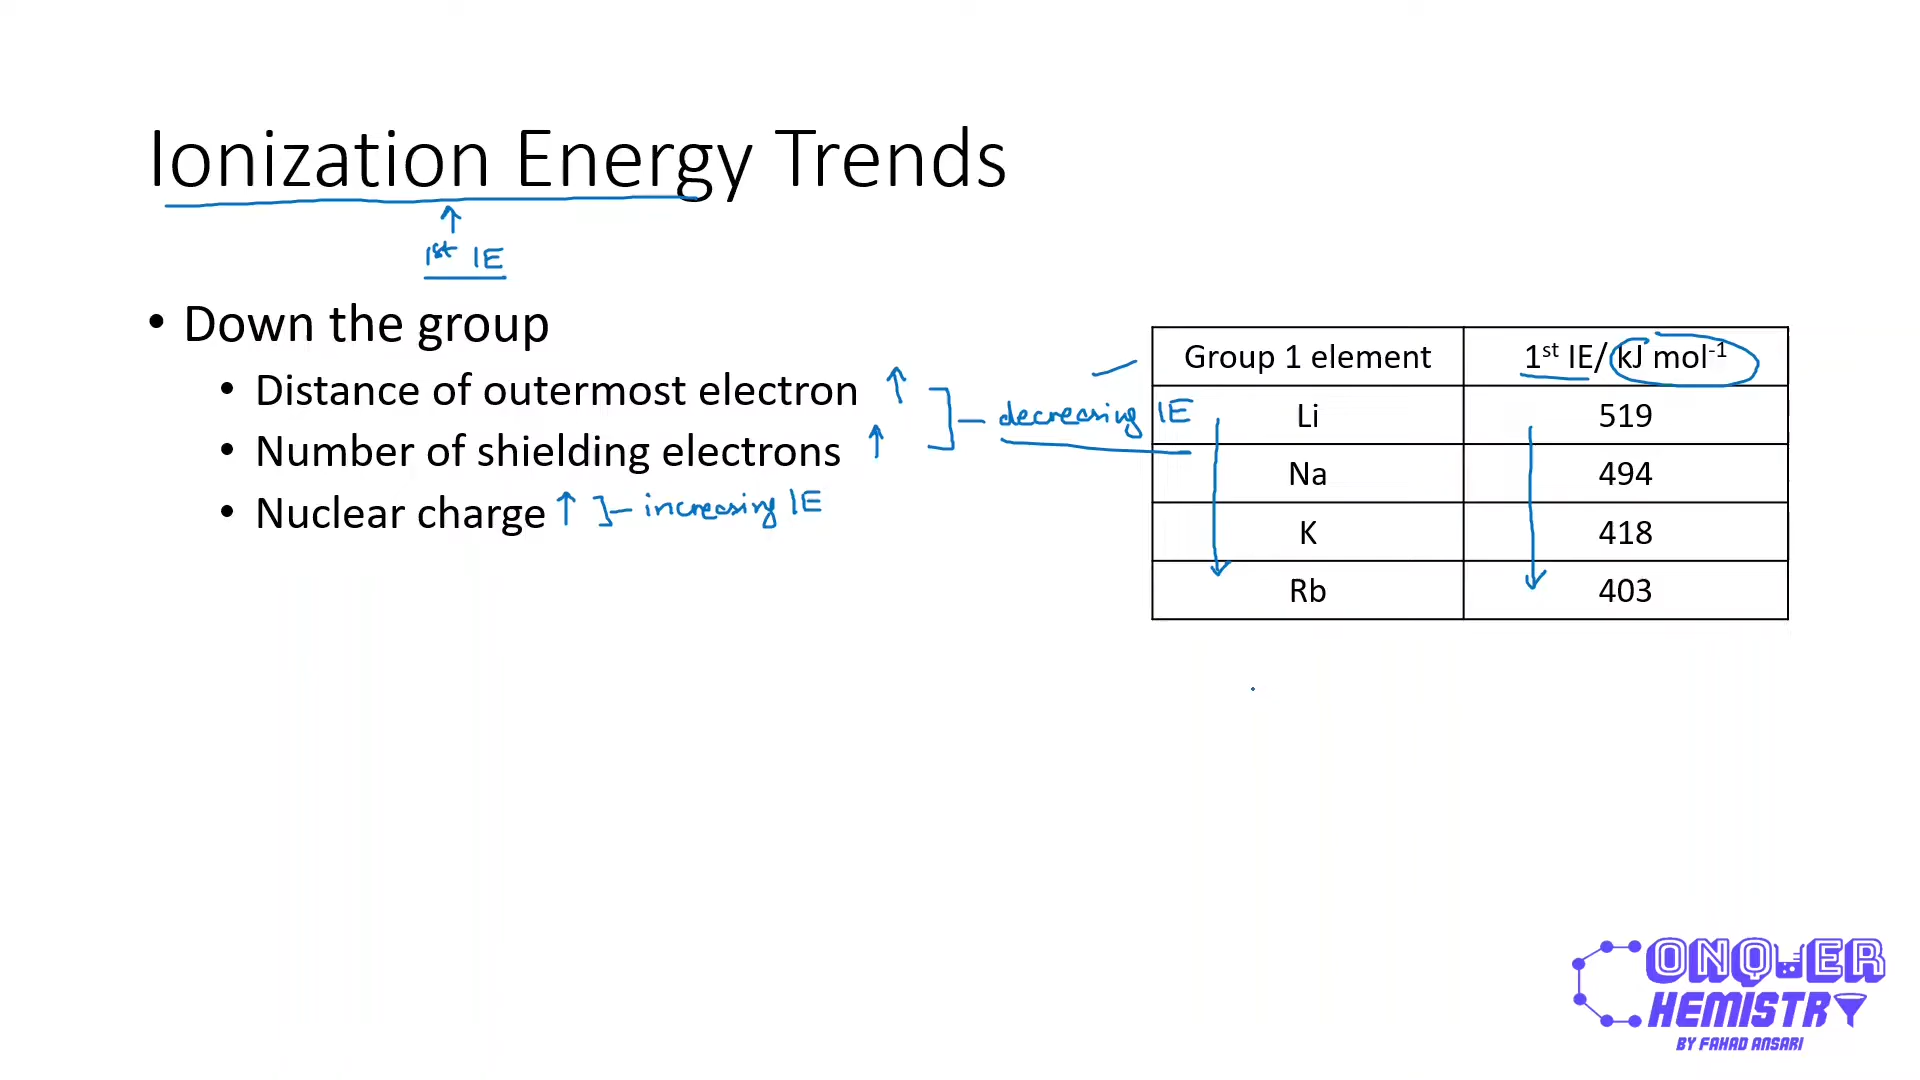 Ionization Energy Trends
↑
1st IE
• Down the group
• Distance of outermost electron ↑
• Number of shielding electrons ↑
decreasing IE
• Nuclear charge ↑ increasing IE
Group 1 element 1st IE/ kJ mol-1
Li 519
Na 494
K 418
Rb 403
CONQUER
CHEMISTRY
BY FAHAD ANSARI